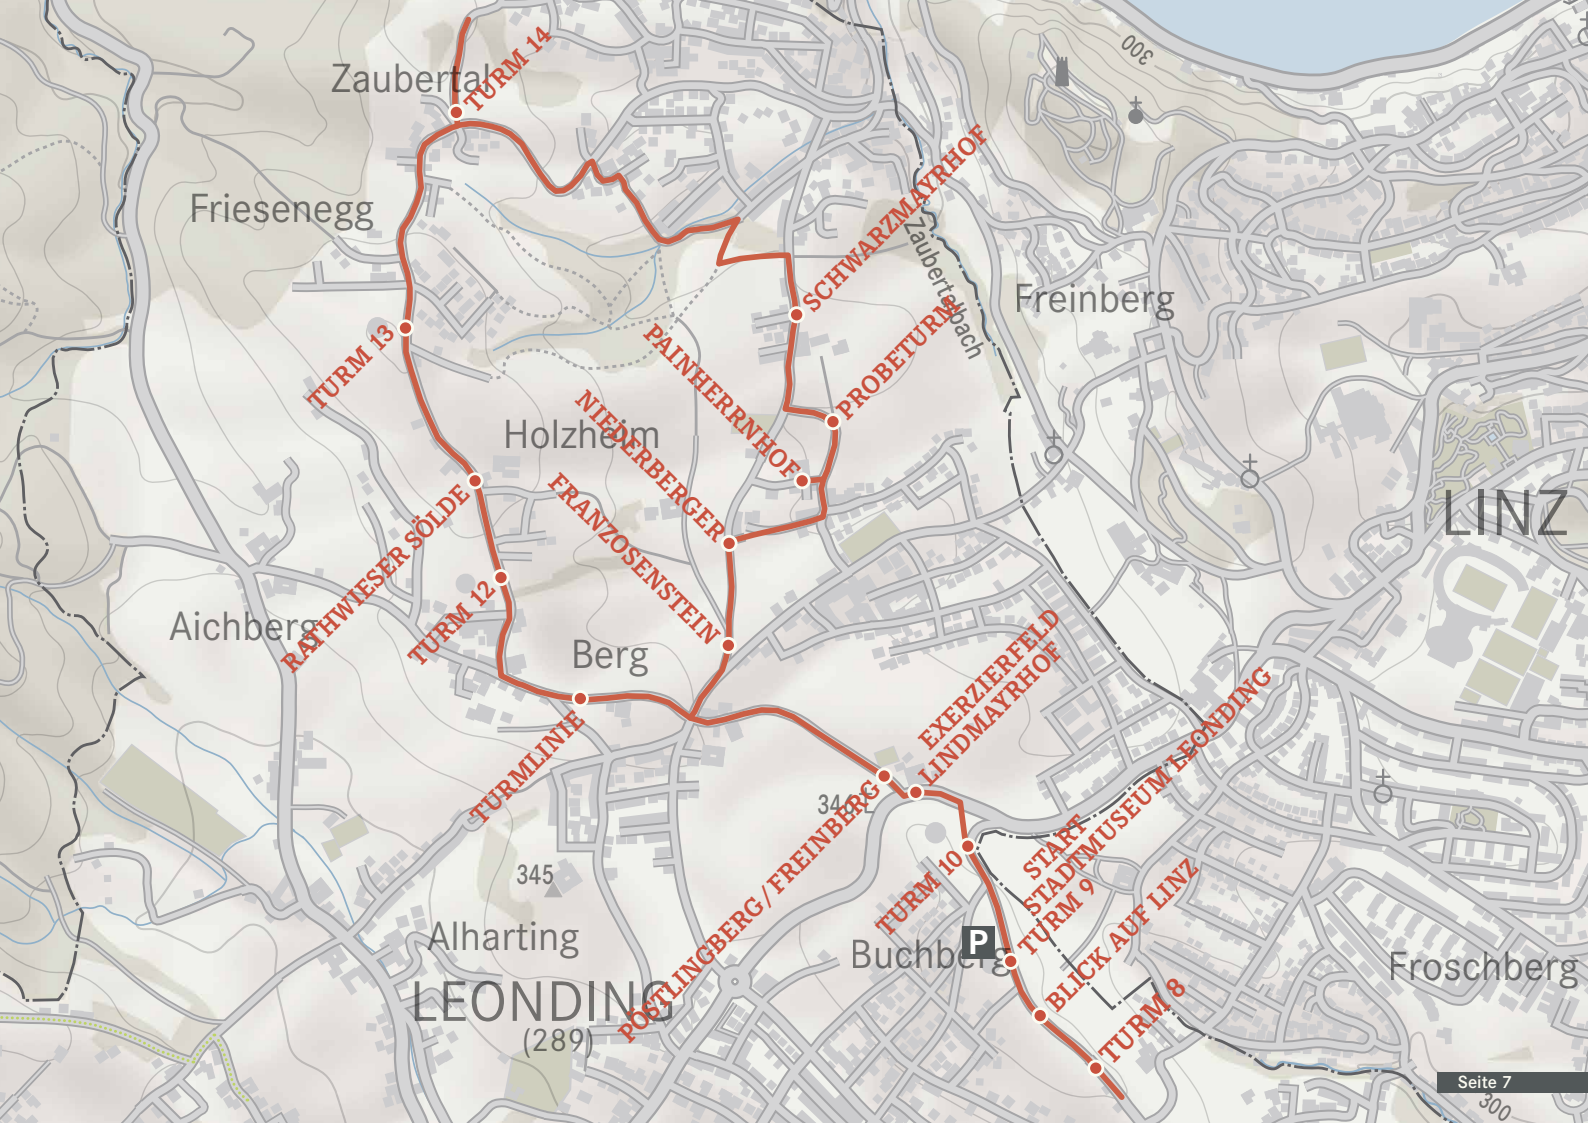 300
TURM 14
Zaubertal
SCHWARZMAYRHOF
Friesenegg
Zaubertalbach
Freinberg
PROBETURM
TURM 13
PAINHERRNHOF
NIEDERBERGER
Holzheim
FRANZOSENSTEIN
LINZ
RATHWIESER SÖLDE
TURM 12
Aichberg
Berg
EXERZIERFELD
LINDMAYRHOF
TURMLINIE
PÖSTLINGBERG / FREINBERG
START
STADTMUSEUM LEONDING
TURM 9
TURM 10
345
BLICK AUF LINZ
Alharting
P
Buchberg
Froschberg
LEONDING
(289)
TURM 8
Seite 7
300